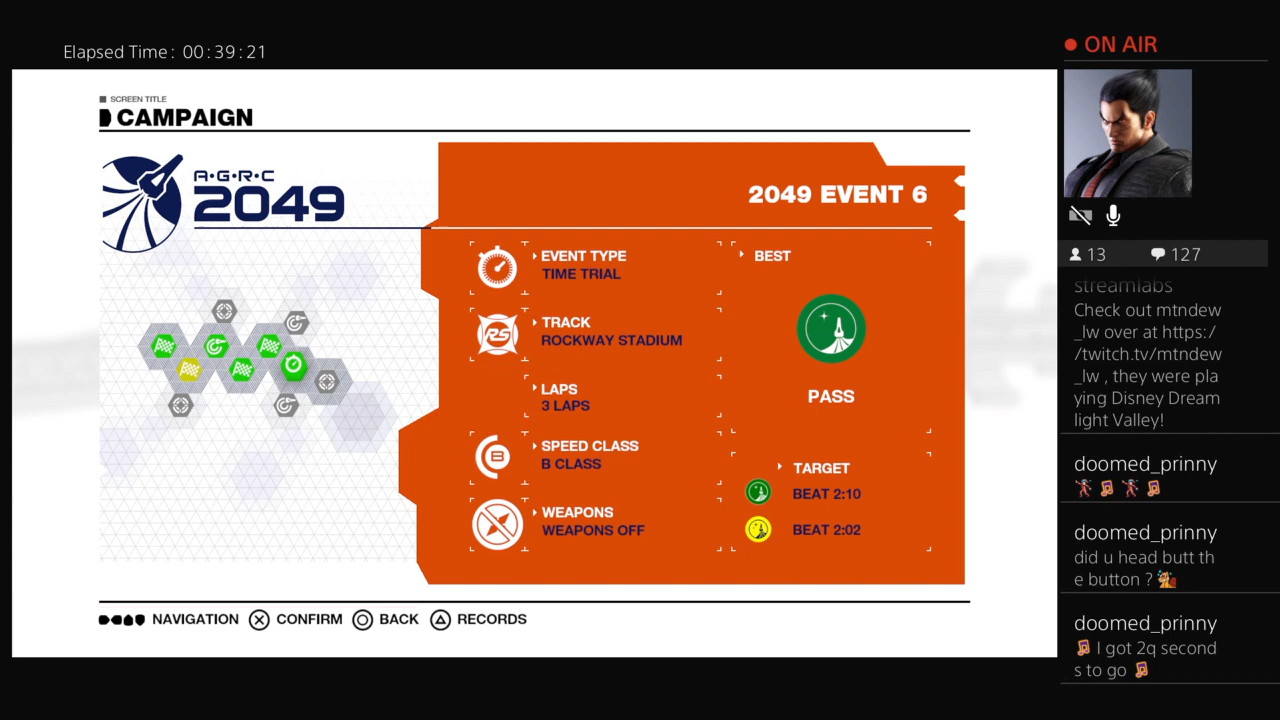 Elapsed Time: 00:39:21
SCREEN TITLE
CAMPAIGN
A·G·R·C
2049
2049 EVENT 6
EVENT TYPE
TIME TRIAL
RS
TRACK
ROCKWAY STADIUM
LAPS
3 LAPS
B
SPEED CLASS
B CLASS
WEAPONS
WEAPONS OFF
BEST
PASS
TARGET
BEAT 2:10
BEAT 2:02
NAVIGATION CONFIRM BACK RECORDS
ON AIR
13 127
streamlabs
Check out mtndew
_lw over at https:/
/twitch.tv/mtndew
_lw , they were pla
ying Disney Dream
light Valley!
doomed_prinny
doomed_prinny
did u head butt th
e button ?
doomed_prinny
I got 2q second
s to go